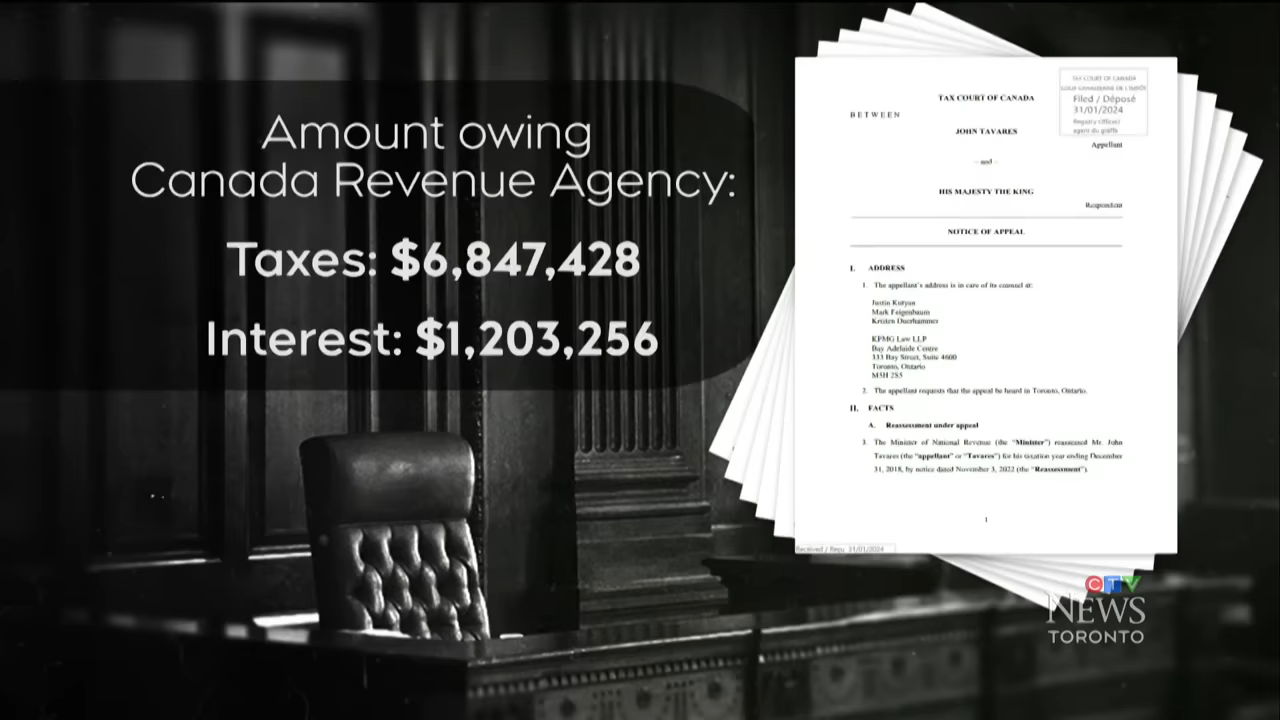 Amount owing
Canada Revenue Agency:
Taxes: $6,847,428
Interest: $1,203,256
TAX COURT OF CANADA
Filed / Déposé
31/01/2024
BETWEEN
TAX COURT OF CANADA
JOHN TAVARES
Appellant
– and –
HIS MAJESTY THE KING
Respondent
NOTICE OF APPEAL
I. ADDRESS
1. The appellant's address is in care of its counsel at:
Justin Kutyan
Mark Feigenbaum
Kristen Duerhammer
KPMG Law LLP
Bay Adelaide Centre
333 Bay Street, Suite 4600
Toronto, Ontario
M5H 2S5
2. The appellant requests that the appeal be heard in Toronto, Ontario.
II. FACTS
A. Reassessment under appeal
3. The Minister of National Revenue (the "Minister") reassessed Mr. John
Tavares (the "appellant" or "Tavares") for his taxation year ending December
31, 2018, by notice dated November 3, 2022 (the "Reassessment").
1
31/01/2024
CTV
NEWS
TORONTO